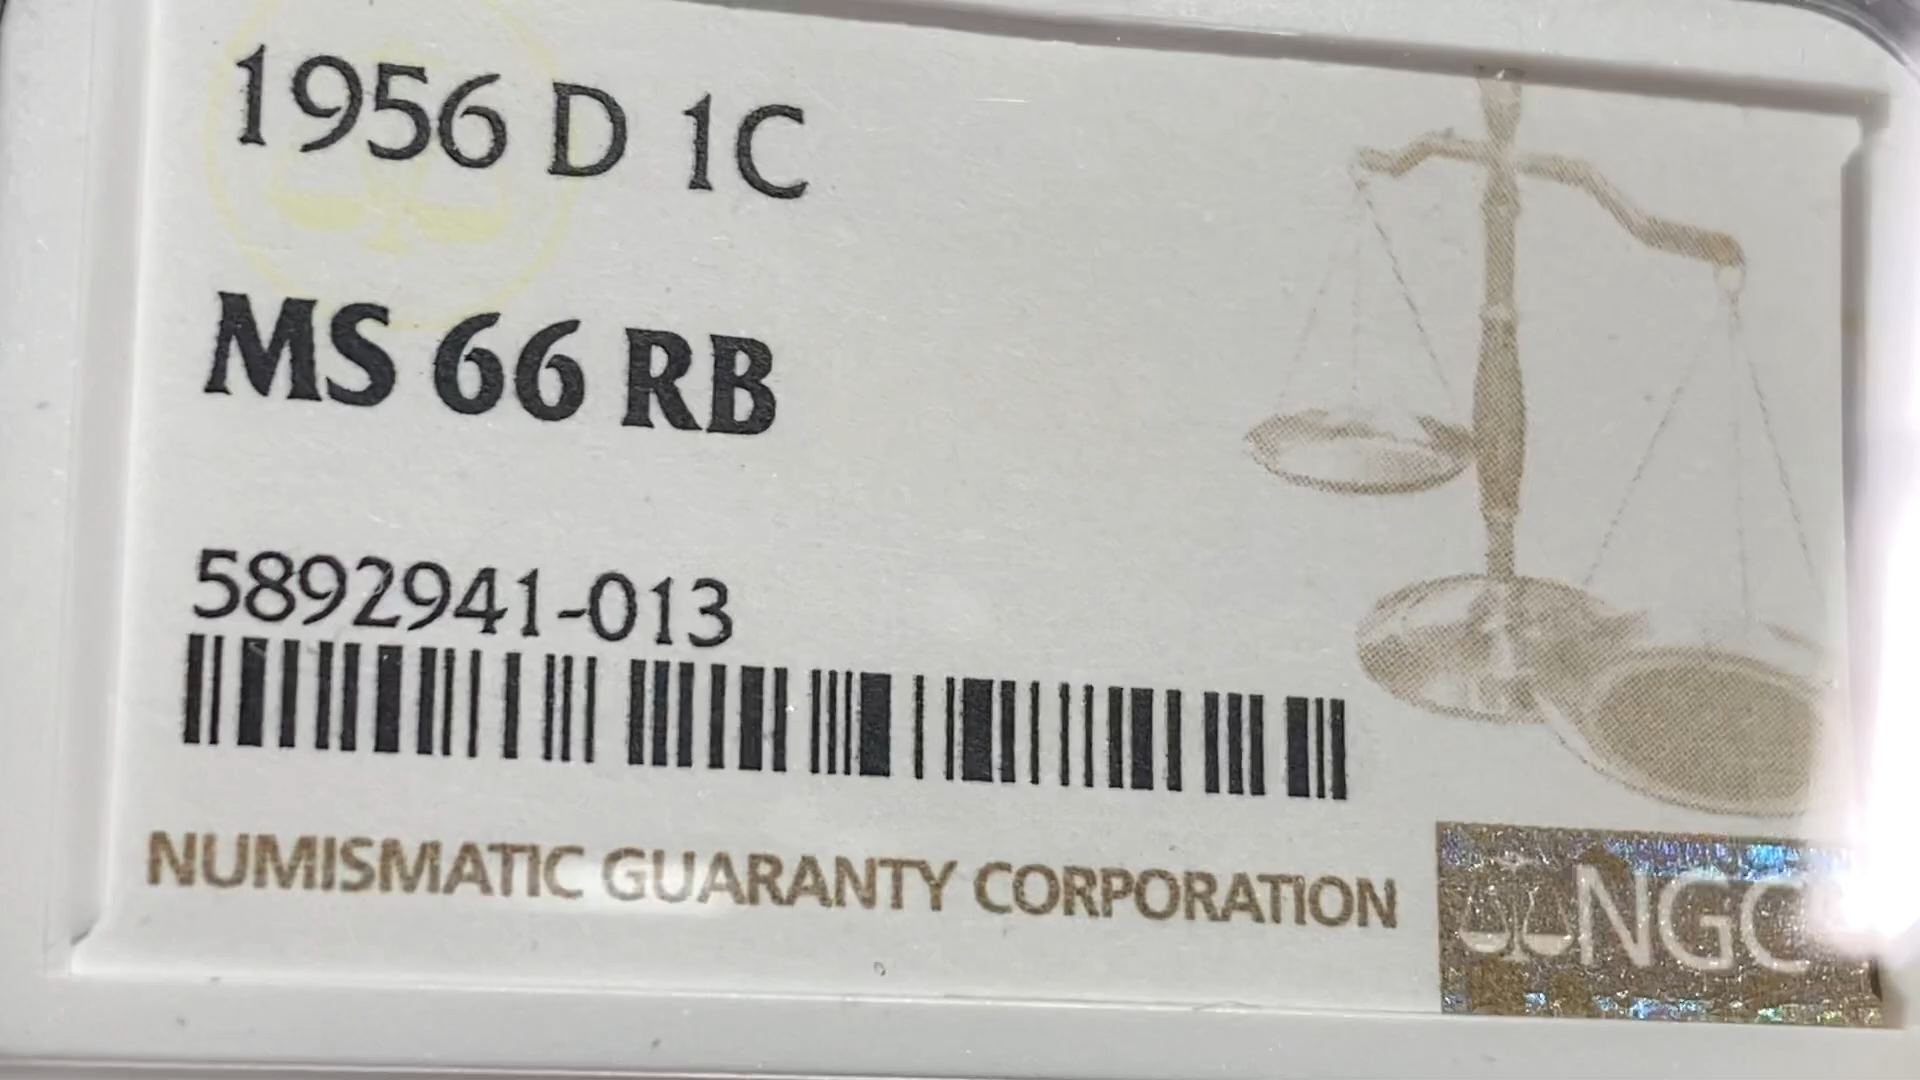 1956 D 1C
MS 66 RB
5892941-013
NUMISMATIC GUARANTY CORPORATION
NGC